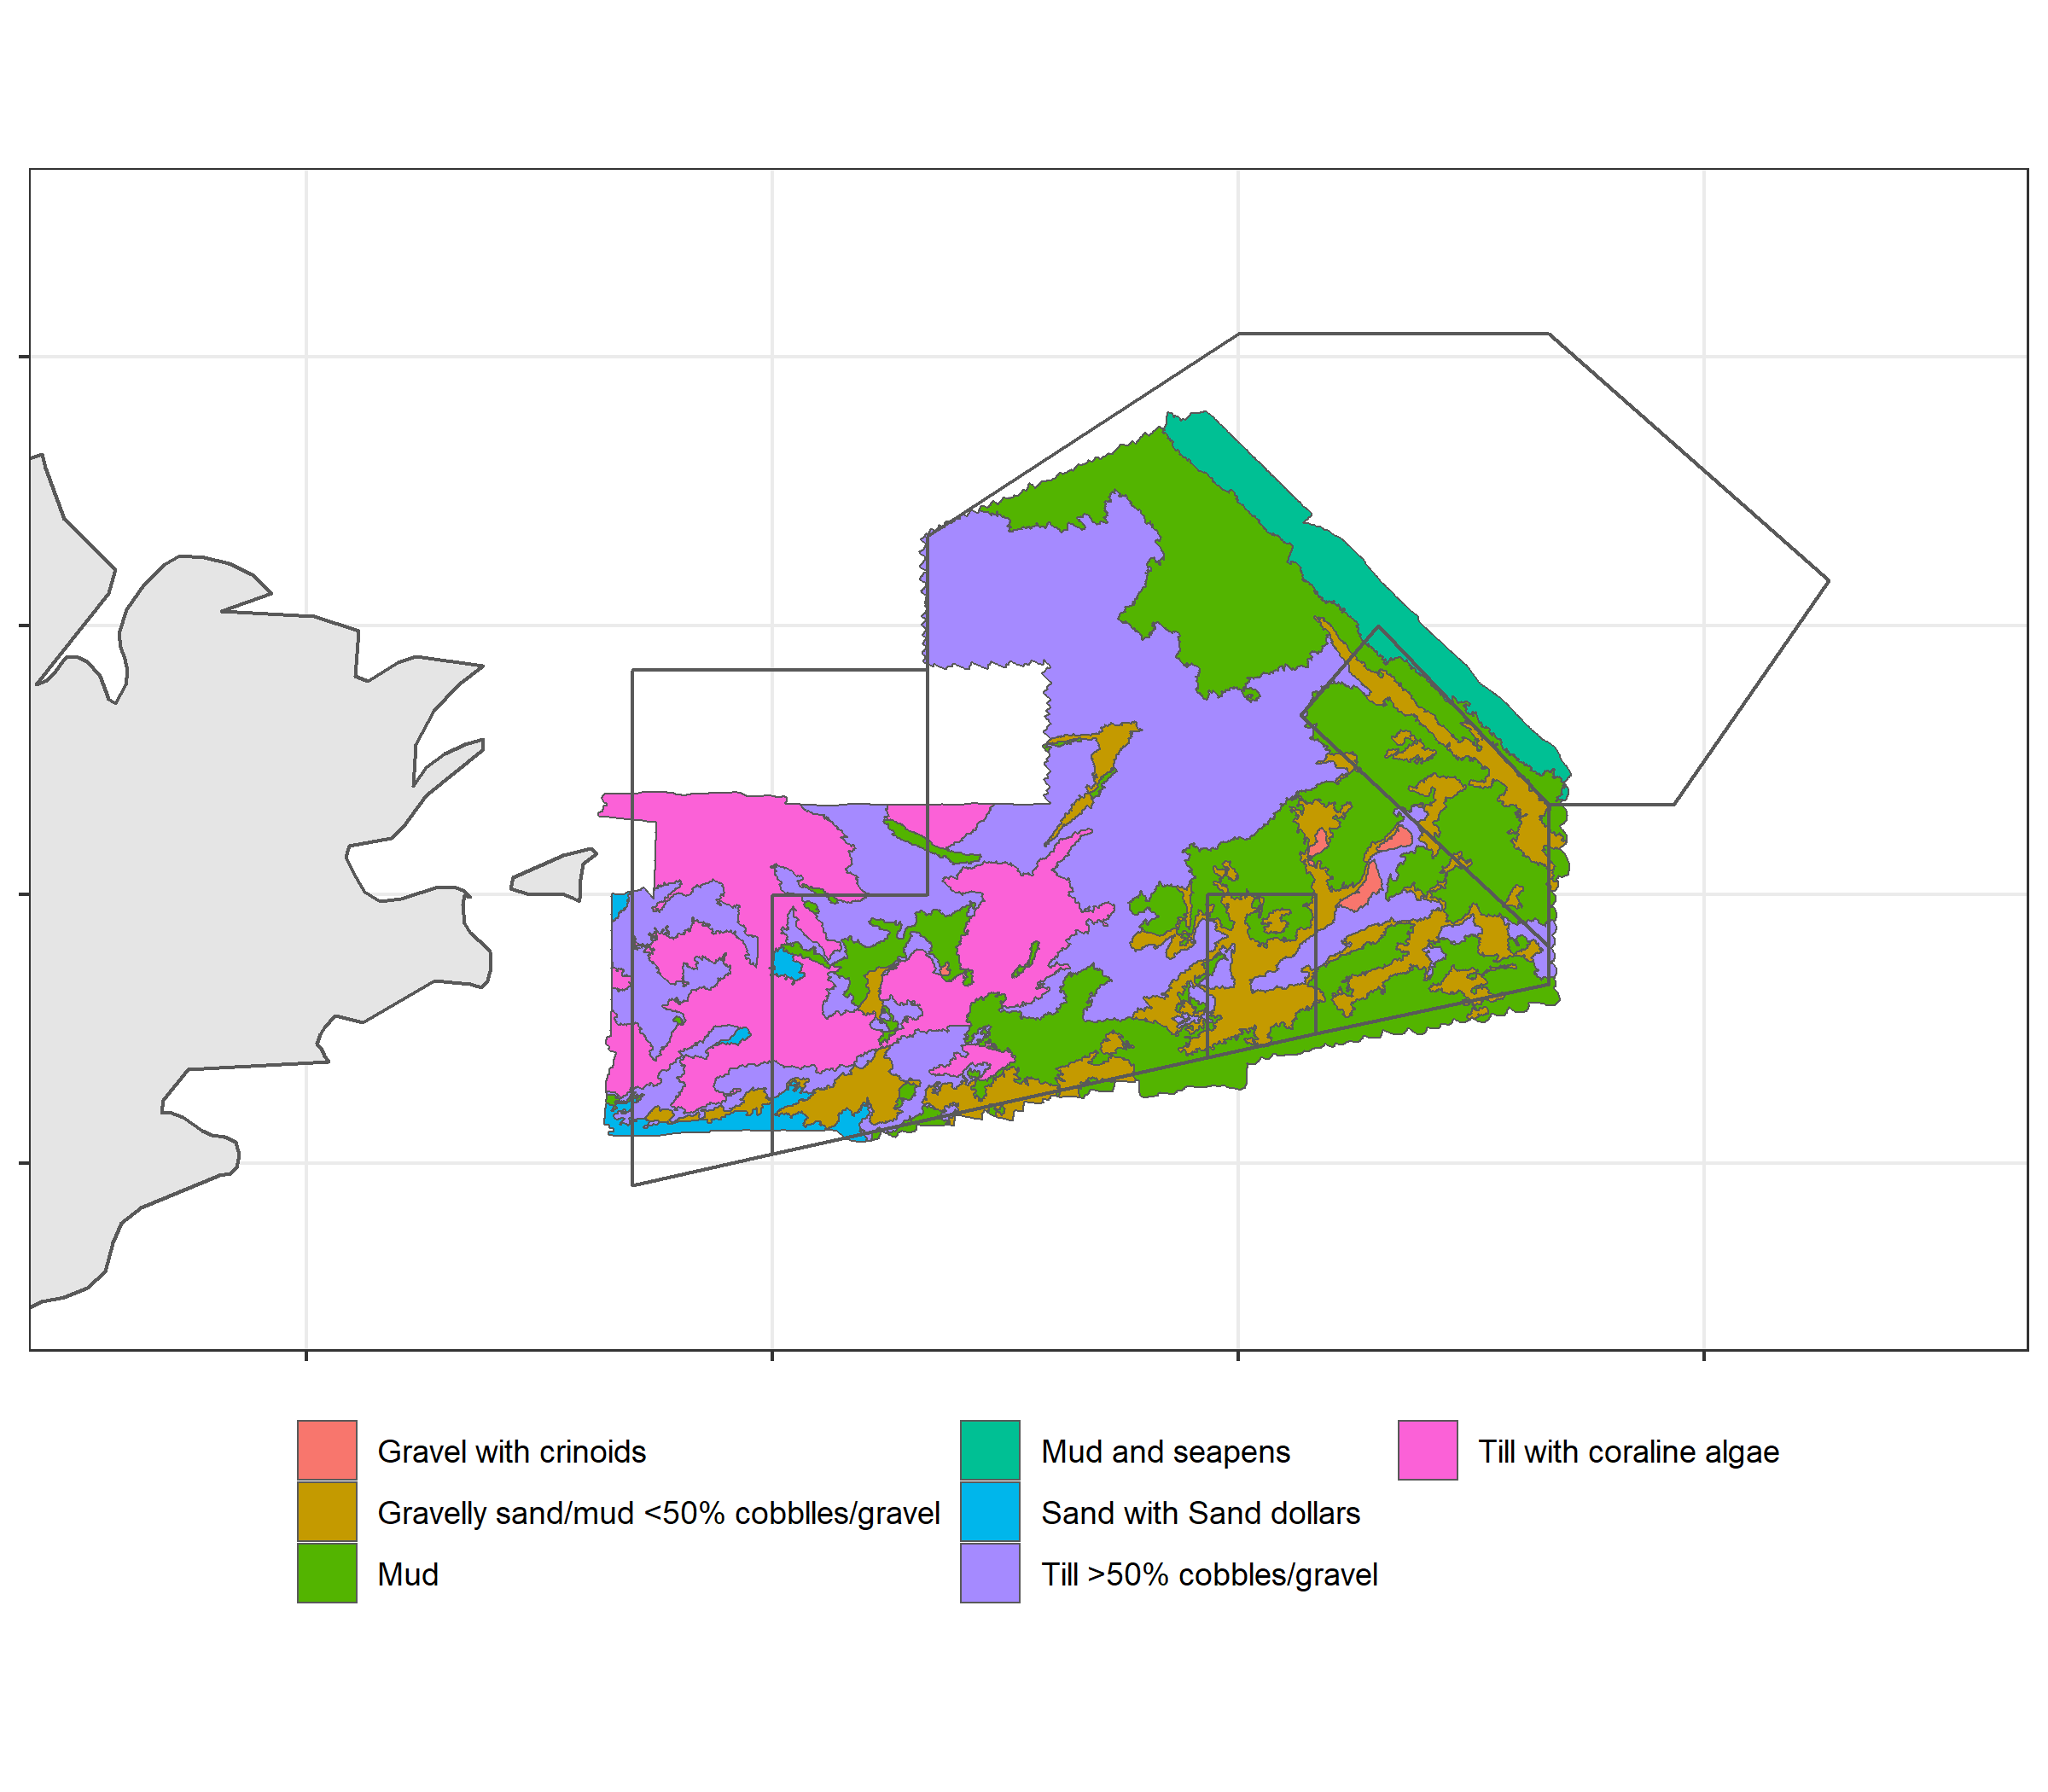 Gravel with crinoids
Gravelly sand/mud <50% cobblles/gravel
Mud
Mud and seapens
Sand with Sand dollars
Till >50% cobbles/gravel
Till with coraline algae